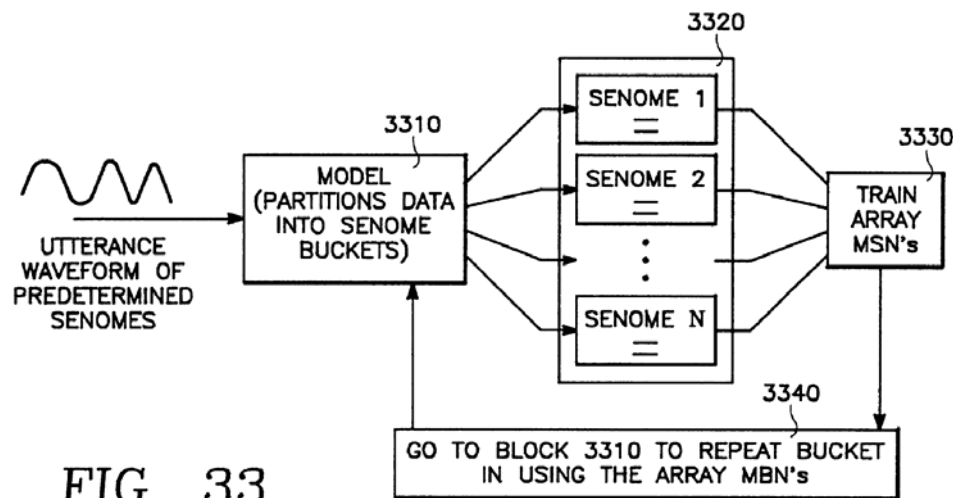 3320
3310
3330
SENOME 1
SENOME 2
SENOME N
MODEL
(PARTITIONS DATA
INTO SENOME
BUCKETS)
TRAIN
ARRAY
MSN's
UTTERANCE
WAVEFORM OF
PREDETERMINED
SENOMES
3340
GO TO BLOCK 3310 TO REPEAT BUCKET
IN USING THE ARRAY MBN's
FIG. 33